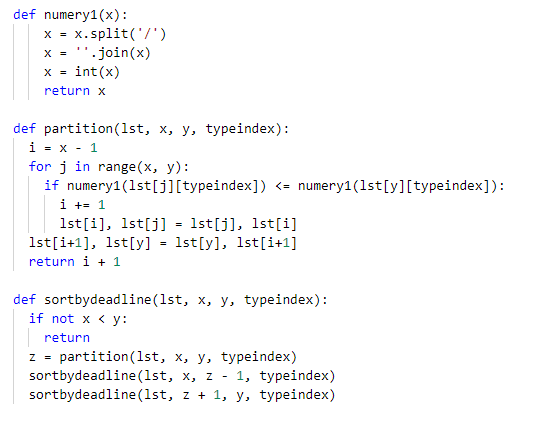 def numery1(x):
    x = x.split('/')
    x = ''.join(x)
    x = int(x)
    return x

def partition(lst, x, y, typeindex):
  i = x - 1
  for j in range(x, y):
    if numery1(lst[j][typeindex]) <= numery1(lst[y][typeindex]):
      i += 1
      lst[i], lst[j] = lst[j], lst[i]
  lst[i+1], lst[y] = lst[y], lst[i+1]
  return i + 1

def sortbydeadline(lst, x, y, typeindex):
  if not x < y:
    return
  z = partition(lst, x, y, typeindex)
  sortbydeadline(lst, x, z - 1, typeindex)
  sortbydeadline(lst, z + 1, y, typeindex)